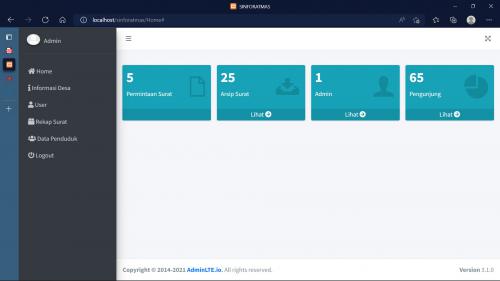 SINFORATMAS
localhost/sinforatmas/Home#
Admin
Home
Informasi Desa
User
Rekap Surat
Data Penduduk
Logout
5
Permintaan Surat
25
Arsip Surat
Lihat
1
Admin
Lihat
65
Pengunjung
Lihat
Copyright © 2014-2021 AdminLTE.io. All rights reserved.
Version 3.1.0